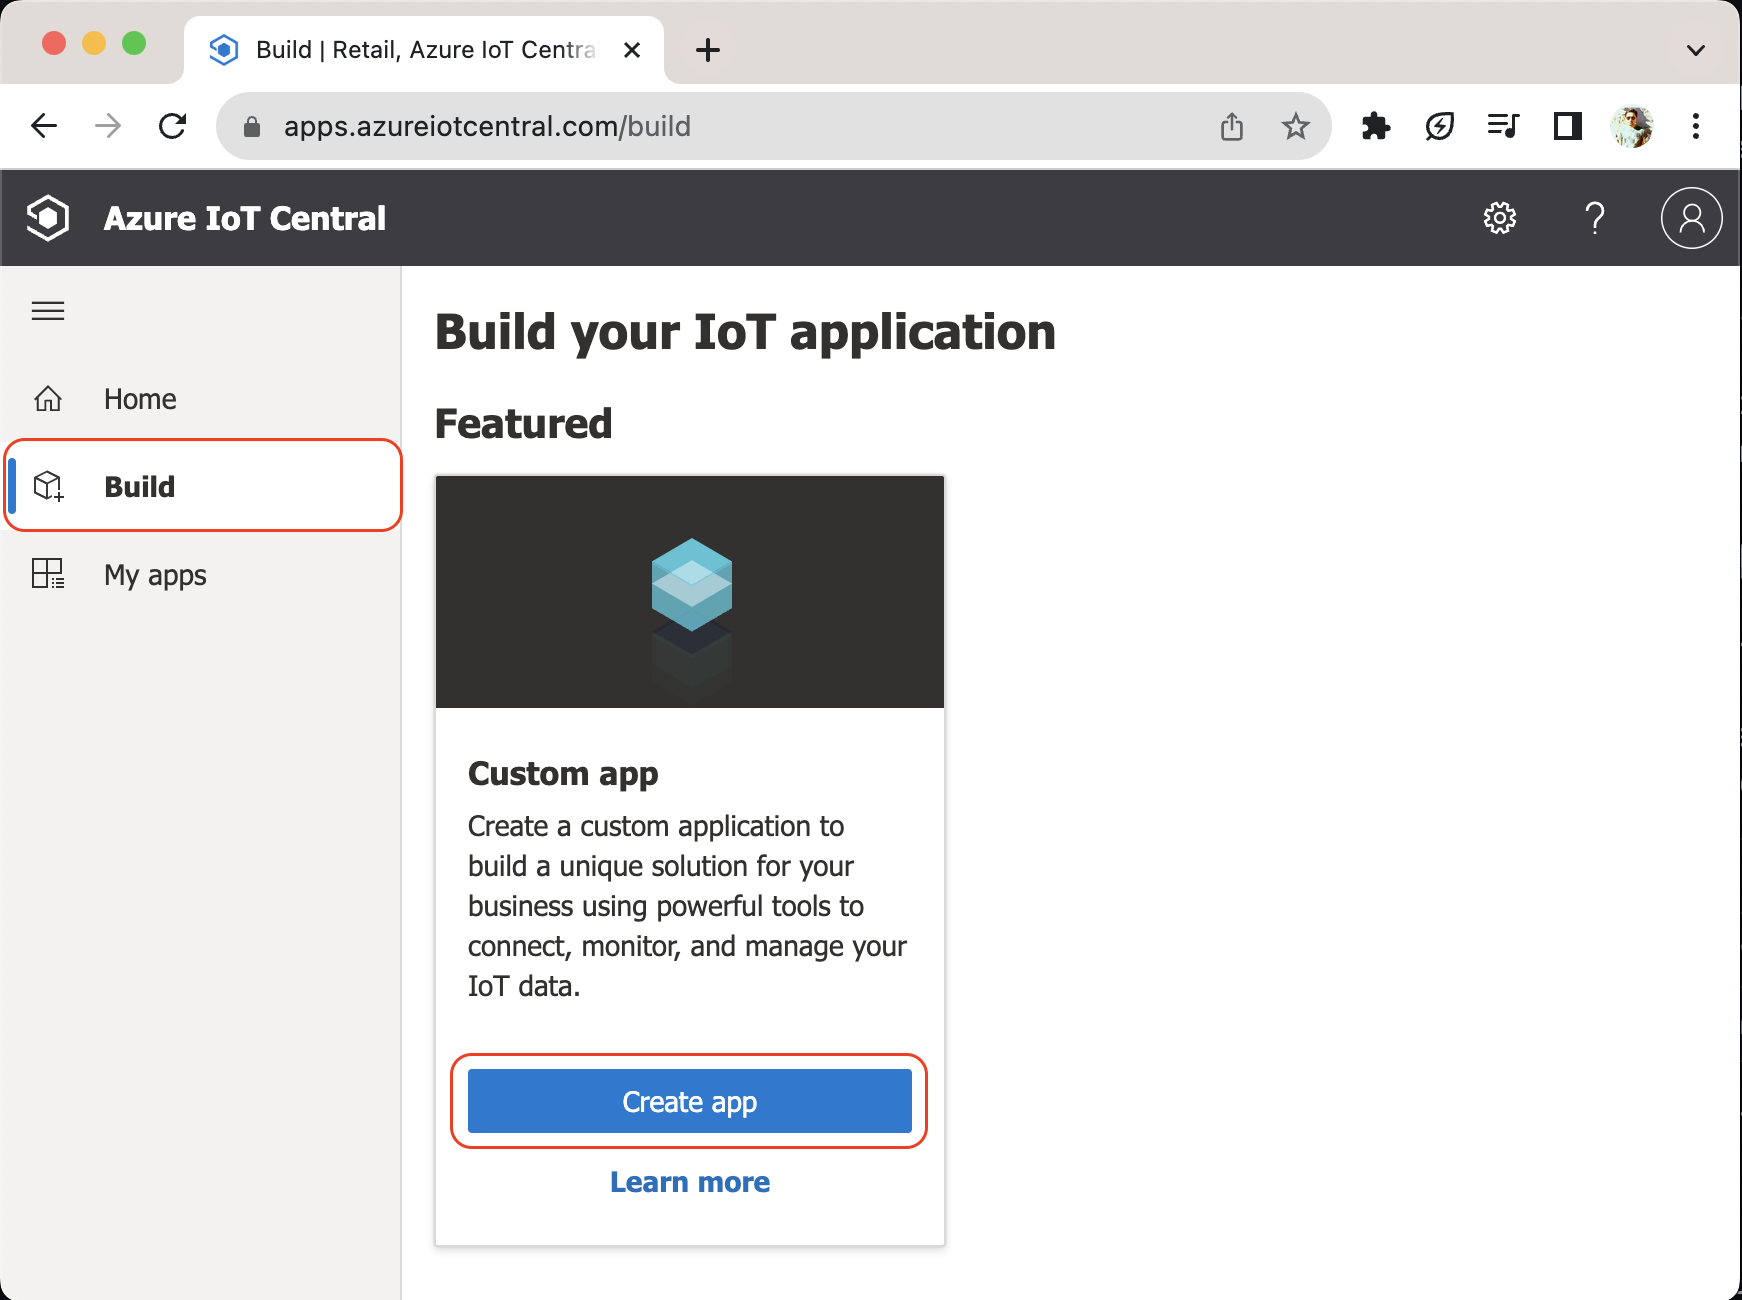 Build | Retail, Azure IoT Centra
apps.azureiotcentral.com/build
Azure IoT Central
Home
Build
My apps
Build your IoT application
Featured
Custom app
Create a custom application to
build a unique solution for your
business using powerful tools to
connect, monitor, and manage your
IoT data.
Create app
Learn more